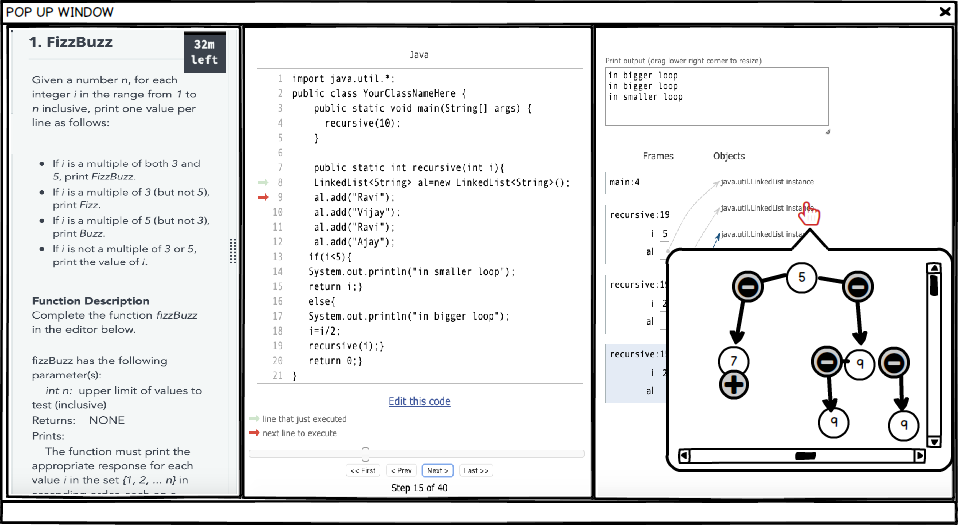 POP UP WINDOW
1. FizzBuzz
32m
left
Given a number n, for each
integer i in the range from 1 to
n inclusive, print one value per
line as follows:
If i is a multiple of both 3 and
5, print FizzBuzz.
If i is a multiple of 3 (but not 5),
print Fizz.
If i is a multiple of 5 (but not 3),
print Buzz.
If i is not a multiple of 3 or 5,
print the value of i.
Function Description
Complete the function fizzBuzz
in the editor below.
fizzBuzz has the following
parameter(s):
int n: upper limit of values to
test (inclusive)
Returns: NONE
Prints:
The function must print the
appropriate response for each
value i in the set {1, 2, ... n} in
Java
1 import java.util.*;
2 public class YourClassNameHere {
3 public static void main(String[] args) {
4 recursive(10);
5 }
6
7 public static int recursive(int i){
8 LinkedList<String> al=new LinkedList<String>();
9 al.add("Ravi");
10 al.add("Vijay");
11 al.add("Ravi");
12 al.add("Ajay");
13 if(i<5){
14 System.out.println("in smaller loop");
15 return i;}
16 else{
17 System.out.println("in bigger loop");
18 i=i/2;
19 recursive(i);}
20 return 0;}
21 }
Edit this code
line that just executed
next line to execute
<< First
< Prev
Next >
Last >>
Step 15 of 40
Print output (drag lower right corner to resize)
in bigger loop
in bigger loop
in smaller loop
Frames Objects
main:4
java.util.LinkedList instance
recursive:19
java.util.LinkedList
i 5
java.util.LinkedList
al
i 2
al
i 2
al
5
7
9
9
9